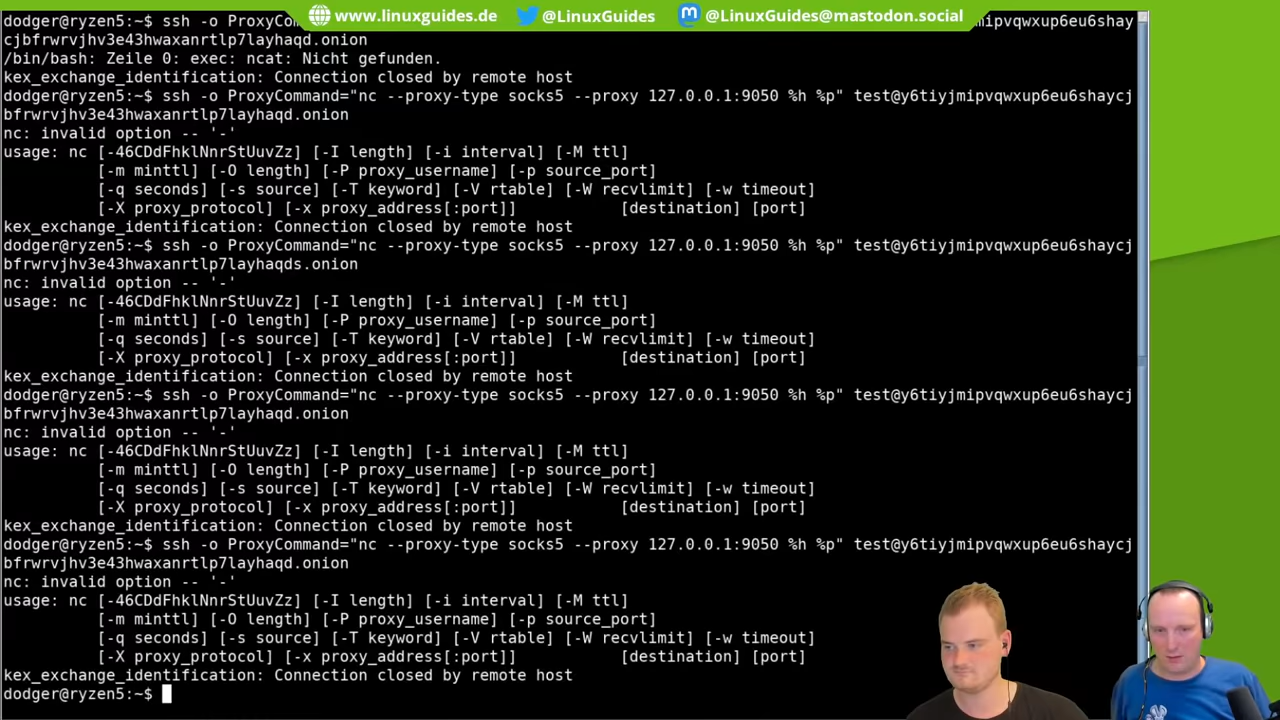 www.linuxguides.de @LinuxGuides @LinuxGuides@mastodon.social
dodger@ryzen5:~$ ssh -o ProxyCom mipvqwxup6eu6shay
cjbfrwrvjhv3e43hwaxanrtlp7layhaqd.onion
/bin/bash: Zeile 0: exec: ncat: Nicht gefunden.
kex_exchange_identification: Connection closed by remote host
dodger@ryzen5:~$ ssh -o ProxyCommand="nc --proxy-type socks5 --proxy 127.0.0.1:9050 %h %p" test@y6tiyjmipvqwxup6eu6shaycj
bfrwrvjhv3e43hwaxanrtlp7layhaqd.onion
nc: invalid option -- '-'
usage: nc [-46CDdFhklNnrStUuvZz] [-I length] [-i interval] [-M ttl]
[-m minttl] [-O length] [-P proxy_username] [-p source_port]
[-q seconds] [-s source] [-T keyword] [-V rtable] [-W recvlimit] [-w timeout]
[-X proxy_protocol] [-x proxy_address[:port]] [destination] [port]
kex_exchange_identification: Connection closed by remote host
dodger@ryzen5:~$ ssh -o ProxyCommand="nc --proxy-type socks5 --proxy 127.0.0.1:9050 %h %p" test@y6tiyjmipvqwxup6eu6shaycj
bfrwrvjhv3e43hwaxanrtlp7layhaqds.onion
nc: invalid option -- '-'
usage: nc [-46CDdFhklNnrStUuvZz] [-I length] [-i interval] [-M ttl]
[-m minttl] [-O length] [-P proxy_username] [-p source_port]
[-q seconds] [-s source] [-T keyword] [-V rtable] [-W recvlimit] [-w timeout]
[-X proxy_protocol] [-x proxy_address[:port]] [destination] [port]
kex_exchange_identification: Connection closed by remote host
dodger@ryzen5:~$ ssh -o ProxyCommand="nc --proxy-type socks5 --proxy 127.0.0.1:9050 %h %p" test@y6tiyjmipvqwxup6eu6shaycj
bfrwrvjhv3e43hwaxanrtlp7layhaqd.onion
nc: invalid option -- '-'
usage: nc [-46CDdFhklNnrStUuvZz] [-I length] [-i interval] [-M ttl]
[-m minttl] [-O length] [-P proxy_username] [-p source_port]
[-q seconds] [-s source] [-T keyword] [-V rtable] [-W recvlimit] [-w timeout]
[-X proxy_protocol] [-x proxy_address[:port]] [destination] [port]
kex_exchange_identification: Connection closed by remote host
dodger@ryzen5:~$ ssh -o ProxyCommand="nc --proxy-type socks5 --proxy 127.0.0.1:9050 %h %p" test@y6tiyjmipvqwxup6eu6shaycj
bfrwrvjhv3e43hwaxanrtlp7layhaqd.onion
nc: invalid option -- '-'
usage: nc [-46CDdFhklNnrStUuvZz] [-I length] [-i interval] [-M ttl]
[-m minttl] [-O length] [-P proxy_username] [-p source_port]
[-q seconds] [-s source] [-T keyword] [-V rtable] [-W recvlimit] [-w timeout]
[-X proxy_protocol] [-x proxy_address[:port]] [destination] [port]
kex_exchange_identification: Connection closed by remote host
dodger@ryzen5:~$